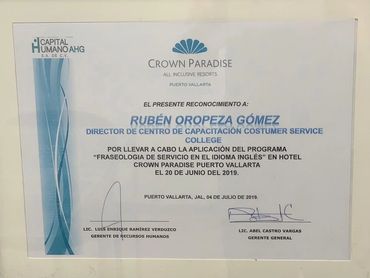 CAPITAL
HUMANO AHG
S.A. DE C.V.
CROWN PARADISE
ALL INCLUSIVE RESORTS
PUERTO VALLARTA
EL PRESENTE RECONOCIMIENTO A:
RUBÉN OROPEZA GÓMEZ
DIRECTOR DE CENTRO DE CAPACITACIÓN COSTUMER SERVICE
COLLEGE
POR LLEVAR A CABO LA APLICACIÓN DEL PROGRAMA
“FRASEOLOGIA DE SERVICIO EN EL IDIOMA INGLÉS” EN HOTEL
CROWN PARADISE PUERTO VALLARTA
EL 20 DE JUNIO DEL 2019.
PUERTO VALLARTA, JAL, 04 DE JULIO DE 2019.
LIC. LUIS ENRIQUE RAMÍREZ VERDUZCO
GERENTE DE RECURSOS HUMANOS
LIC. ABEL CASTRO VARGAS
GERENTE GENERAL